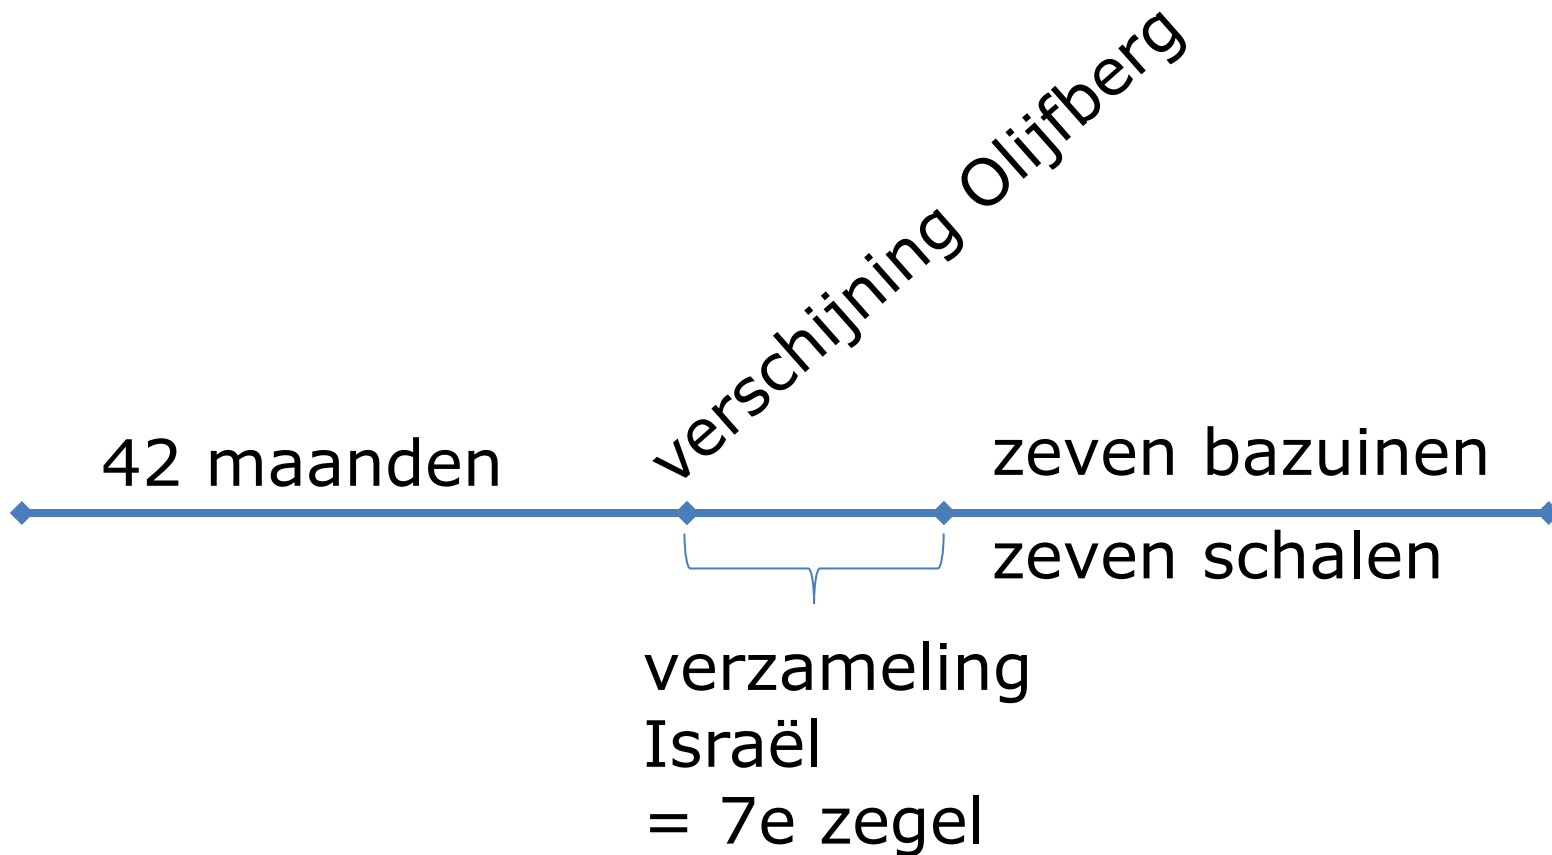 verschijning Olijfberg
42 maanden
zeven bazuinen
zeven schalen
verzameling
Israël
= 7e zegel